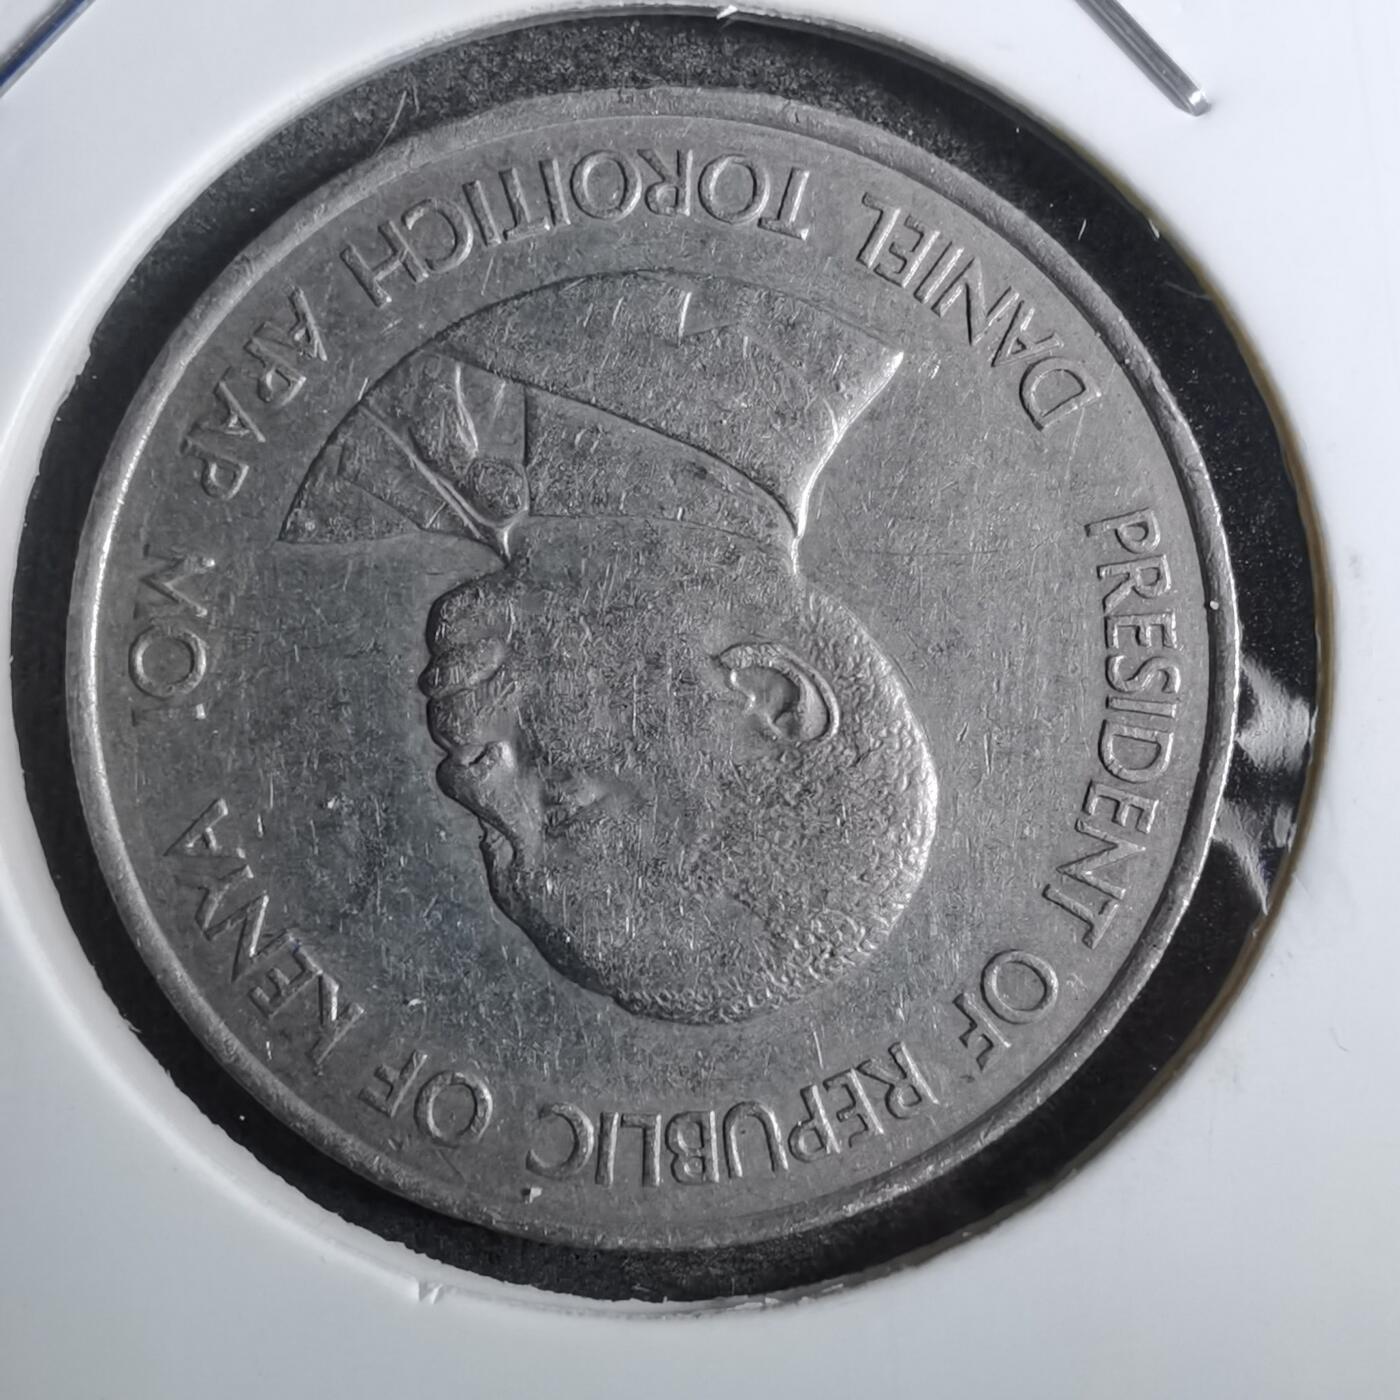 PRESIDENT OF REPUBLIC OF KENYA
DANIEL TOROITICH ARAP MOI